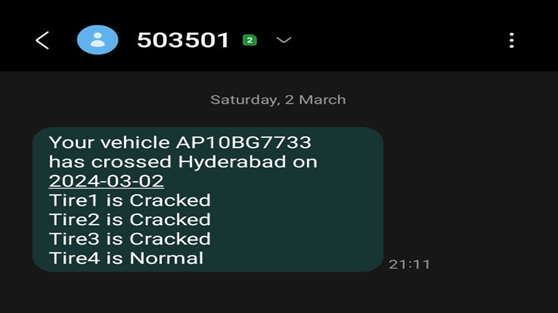 503501 2
Saturday, 2 March
Your vehicle AP10BG7733
has crossed Hyderabad on
2024-03-02
Tire1 is Cracked
Tire2 is Cracked
Tire3 is Cracked
Tire4 is Normal
21:11